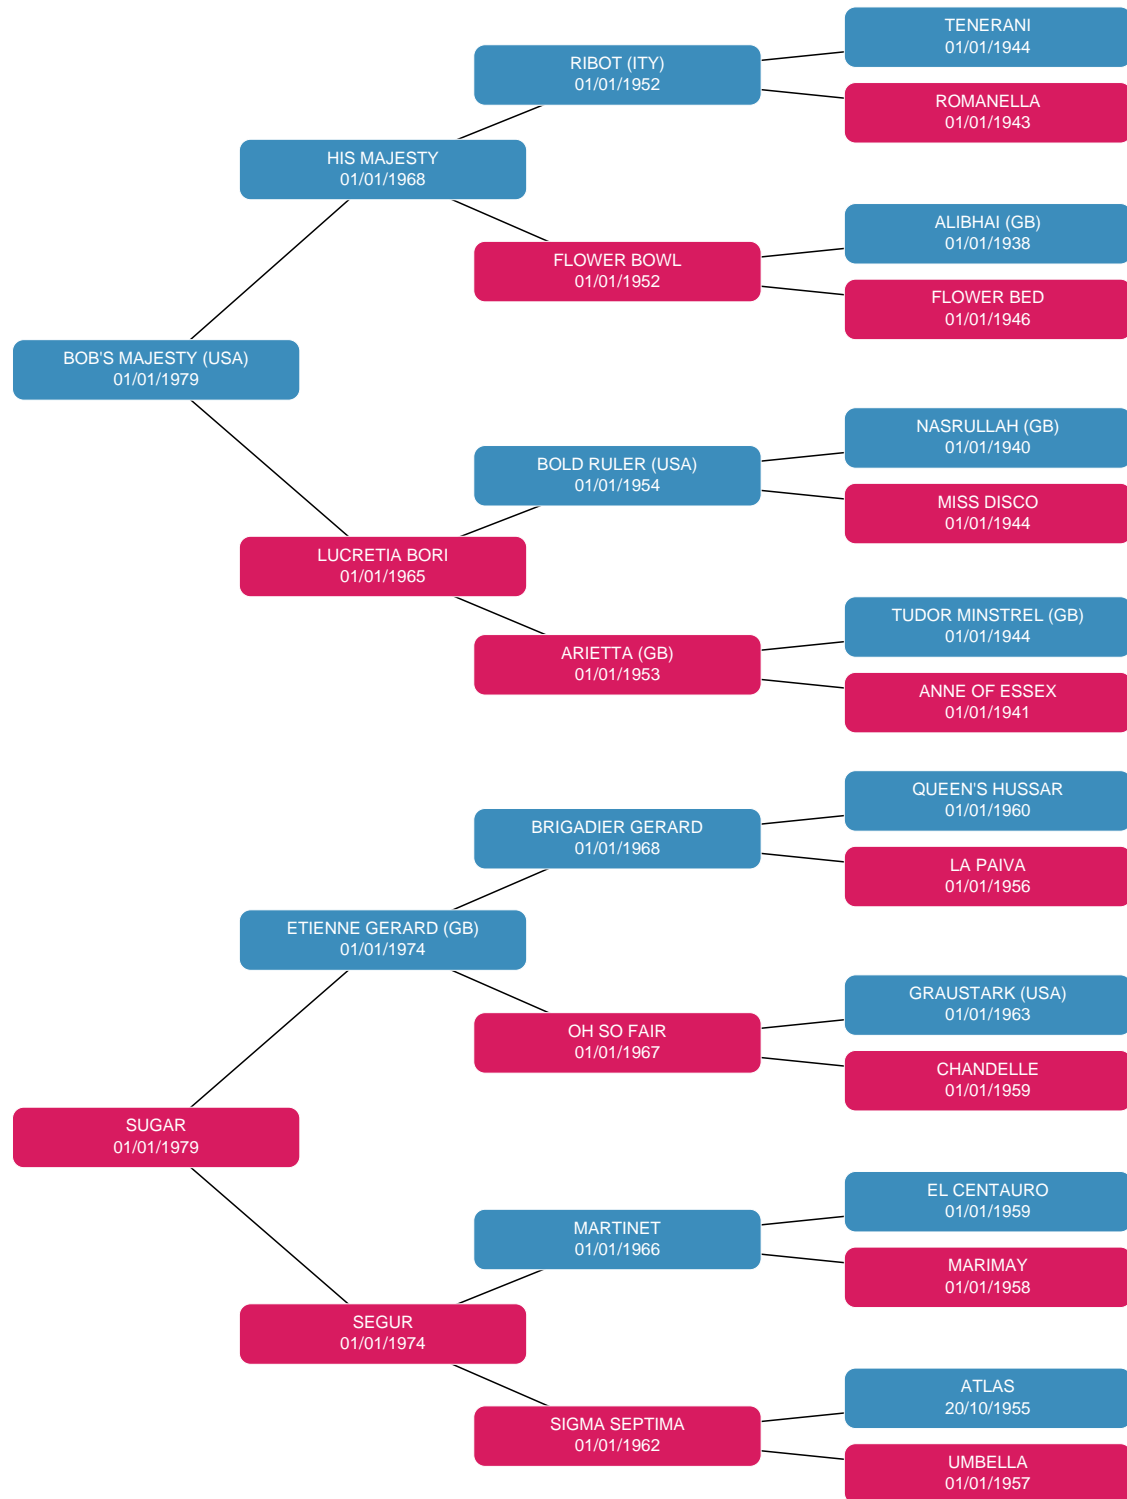 TENERANI
01/01/1944
RIBOT (ITY)
01/01/1952
ROMANELLA
01/01/1943
HIS MAJESTY
01/01/1968
ALIBHAI (GB)
01/01/1938
FLOWER BOWL
01/01/1952
FLOWER BED
01/01/1946
BOB'S MAJESTY (USA)
01/01/1979
NASRULLAH (GB)
01/01/1940
BOLD RULER (USA)
01/01/1954
MISS DISCO
01/01/1944
LUCRETIA BORI
01/01/1965
TUDOR MINSTREL (GB)
01/01/1944
ARIETTA (GB)
01/01/1953
ANNE OF ESSEX
01/01/1941
QUEEN'S HUSSAR
01/01/1960
BRIGADIER GERARD
01/01/1968
LA PAIVA
01/01/1956
ETIENNE GERARD (GB)
01/01/1974
GRAUSTARK (USA)
01/01/1963
OH SO FAIR
01/01/1967
CHANDELLE
01/01/1959
SUGAR
01/01/1979
EL CENTAURO
01/01/1959
MARTINET
01/01/1966
MARIMAY
01/01/1958
SEGUR
01/01/1974
ATLAS
20/10/1955
SIGMA SEPTIMA
01/01/1962
UMBELLA
01/01/1957